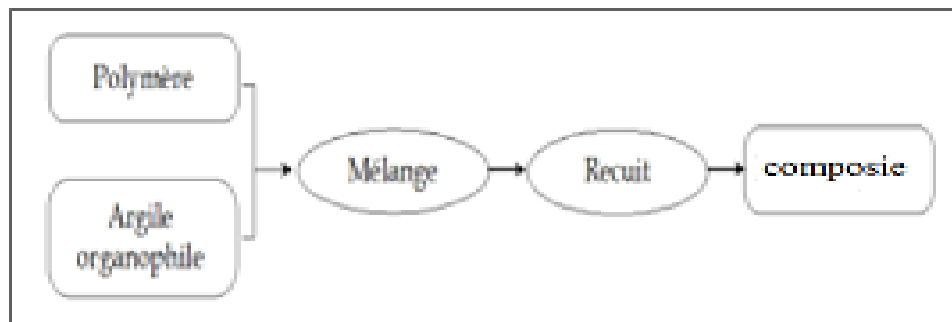 Polymère
Argile
organophile
Mélange
Recuit
composie